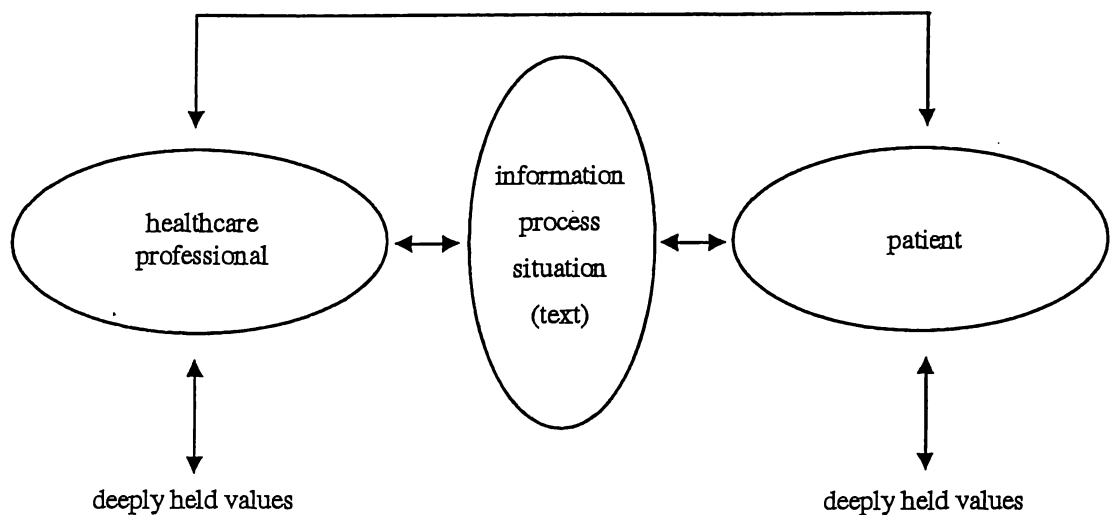 healthcare
professional
information
process
situation
(text)
patient
deeply held values
deeply held values